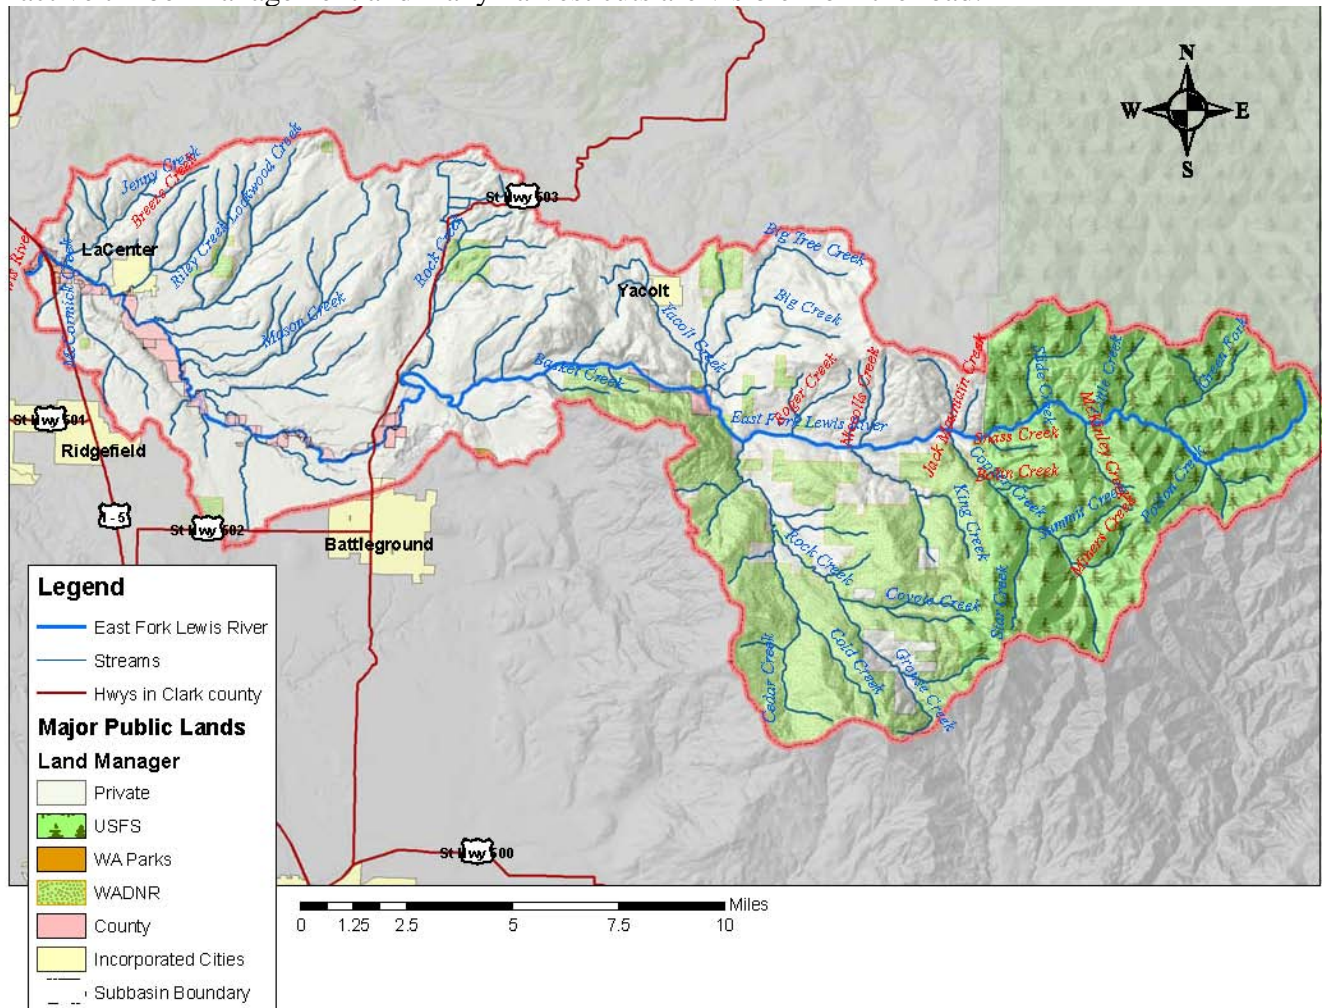 N
W
E
S
St Hwy 503
Jenny Creek
Breeze Creek
Lockwood Creek
Riley Creek
LaCenter
McCormick Creek
Rock Creek
Mason Creek
Yacolt
Yacolt Creek
Big Tree Creek
Big Creek
Basket Creek
East Fork Lewis River
Roger Creek
Jack Mountain Creek
Slide Creek
Green Fork
McKinley Creek
Snass Creek
Poison Creek
Summit Creek
Miners Creek
King Creek
Star Creek
Rock Creek
Coyote Creek
Cold Creek
Grouse Creek
Cedar Creek
St Hwy 501
Ridgefield
I-5
St Hwy 502
Battleground
St Hwy 500
Legend
East Fork Lewis River
Streams
Hwys in Clark county
Major Public Lands
Land Manager
Private
USFS
WA Parks
WADNR
County
Incorporated Cities
Subbasin Boundary
Miles
0 1.25 2.5 5 7.5 10